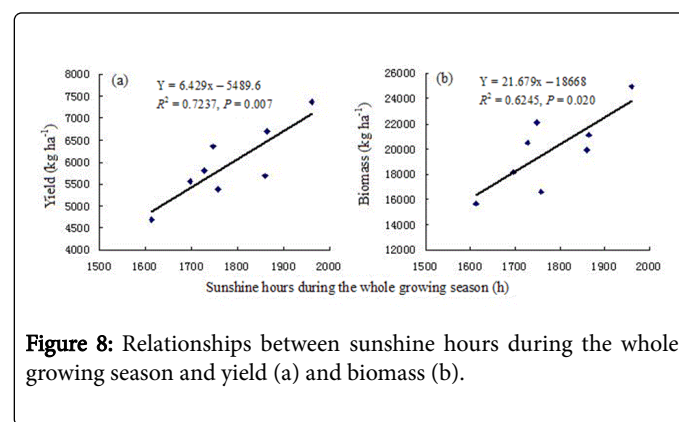 (a)
Y = 6.429x − 5489.6
R² = 0.7237, P = 0.007
Yield (kg ha⁻¹)
8000
7500
7000
6500
6000
5500
5000
4500
4000
1500 1600 1700 1800 1900 2000
(b)
Y = 21.679x − 18668
R² = 0.6245, P = 0.020
Biomass (kg ha⁻¹)
26000
24000
22000
20000
18000
16000
14000
12000
1500 1600 1700 1800 1900 2000
Sunshine hours during the whole growing season (h)
Figure 8: Relationships between sunshine hours during the whole
growing season and yield (a) and biomass (b).